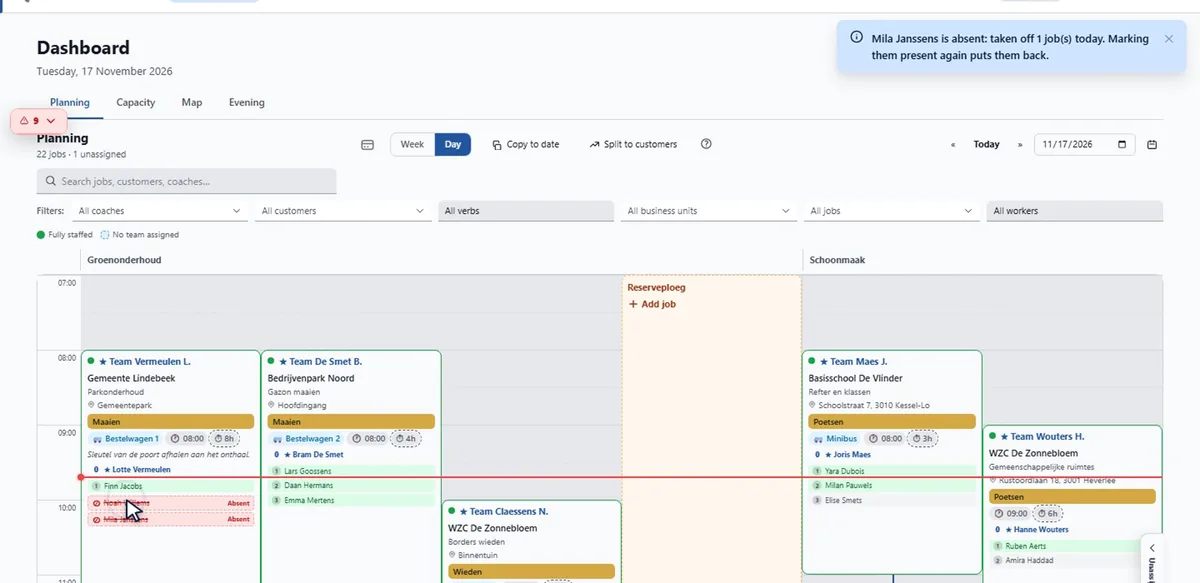 Mila Janssens is absent: taken off 1 job(s) today. Marking
them present again puts them back.
Dashboard
Tuesday, 17 November 2026
Planning
Capacity
Map
Evening
9
Planning
22 jobs · 1 unassigned
Week
Day
Copy to date
Split to customers
«
Today
»
11/17/2026
Search jobs, customers, coaches...
Filters:
All coaches
All customers
All verbs
All business units
All jobs
All workers
Fully staffed
No team assigned
Groenonderhoud
Schoonmaak
07:00
08:00
09:00
10:00
11:00
★ Team Vermeulen L.
Gemeente Lindebeek
Parkonderhoud
Gemeentepark
Maaien
Bestelwagen 1
08:00
8h
Sleutel van de poort afhalen aan het onthaal.
0 ★ Lotte Vermeulen
1 Finn Jacobs
Absent
Mila Janssens
Absent
★ Team De Smet B.
Bedrijvenpark Noord
Gazon maaien
Hoofdingang
Maaien
Bestelwagen 2
08:00
4h
0 ★ Bram De Smet
1 Lars Goossens
2 Daan Hermans
3 Emma Mertens
★ Team Claessens N.
WZC De Zonnebloem
Borders wieden
Binnentuin
Wieden
Reserveploeg
+ Add job
★ Team Maes J.
Basisschool De Vlinder
Refter en klassen
Schoolstraat 7, 3010 Kessel-Lo
Poetsen
Minibus
08:00
3h
0 ★ Joris Maes
1 Yara Dubois
2 Milan Pauwels
3 Elise Smets
★ Team Wouters H.
WZC De Zonnebloem
Gemeenschappelijke ruimtes
Rustoordlaan 18, 3001 Heverlee
Poetsen
09:00
6h
0 ★ Hanne Wouters
1 Ruben Aerts
2 Amira Haddad